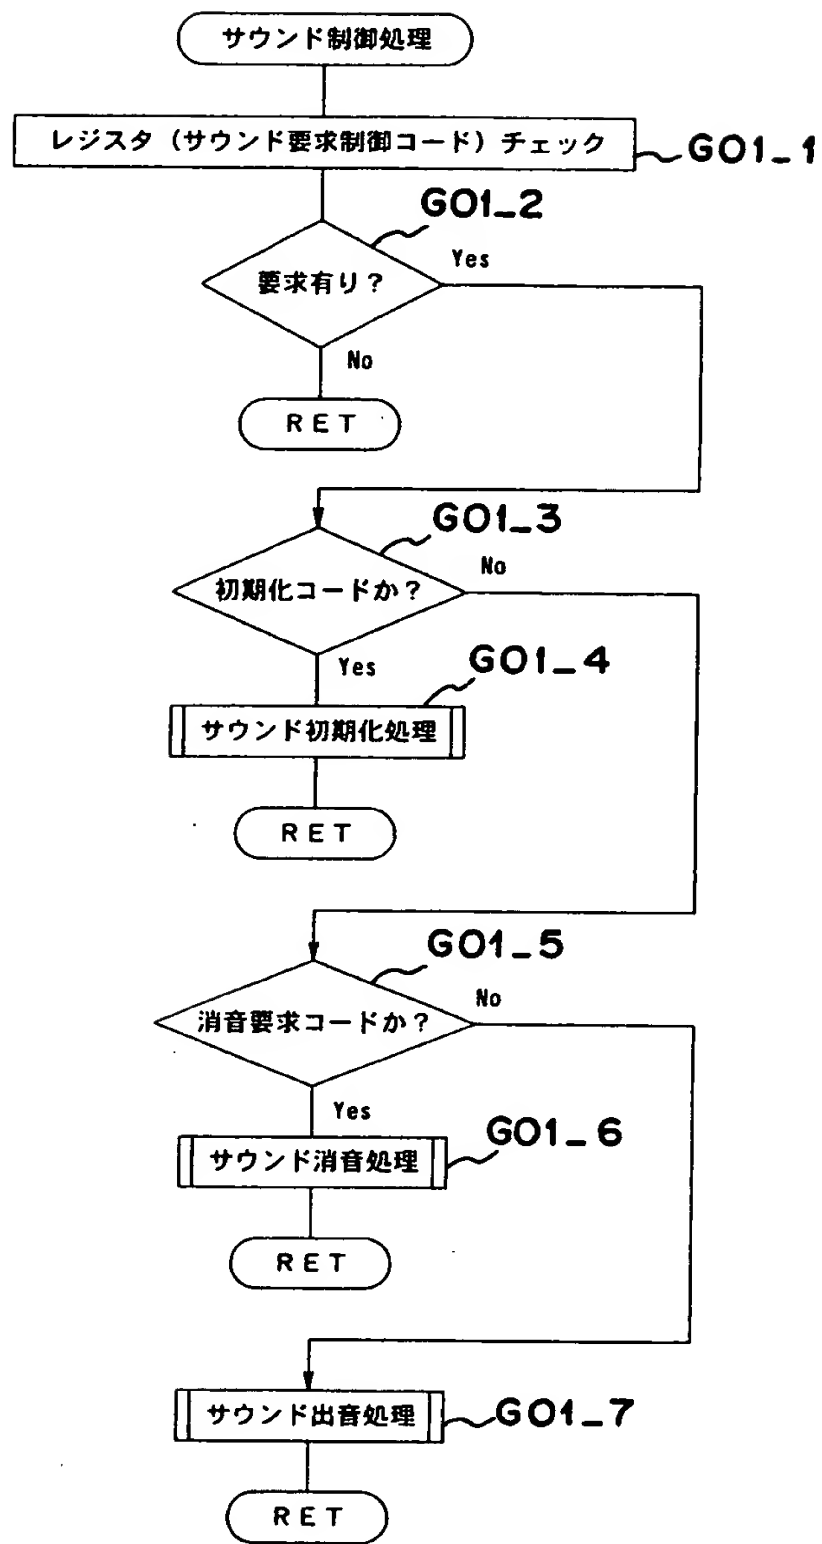 サウンド制御処理
レジスタ（サウンド要求制御コード）チェック
G01_1
G01_2
要求有り？
Yes
No
RET
G01_3
初期化コードか？
No
Yes
G01_4
サウンド初期化処理
RET
G01_5
消音要求コードか？
No
Yes
G01_6
サウンド消音処理
RET
サウンド出音処理
G01_7
RET